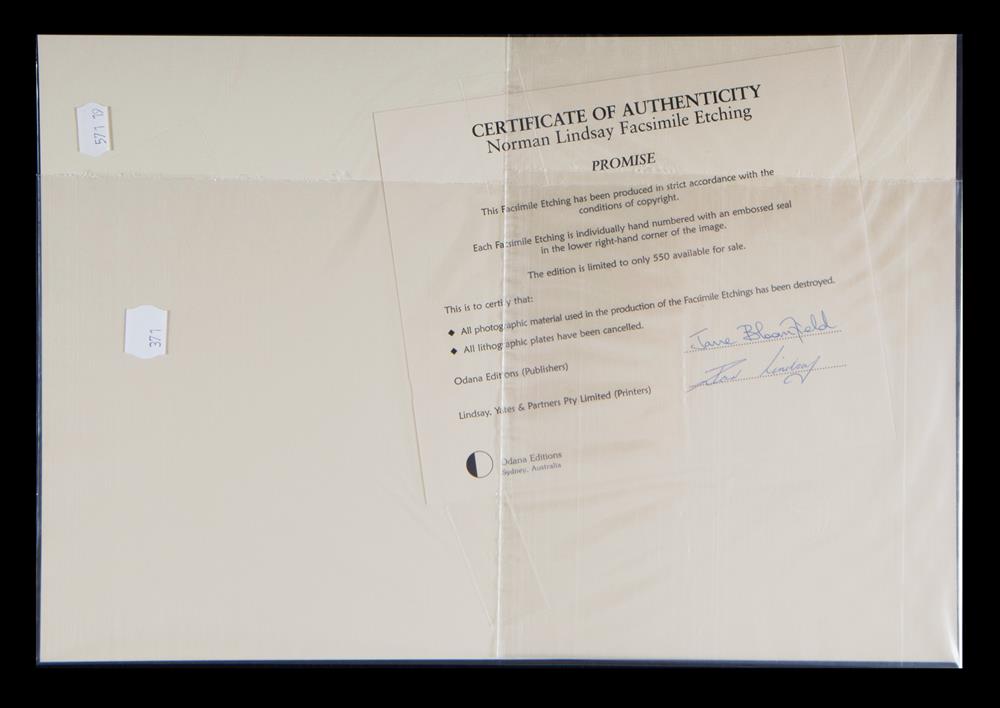 571 70
371
CERTIFICATE OF AUTHENTICITY
Norman Lindsay Facsimile Etching
PROMISE
This Facsimile Etching has been produced in strict accordance with the
conditions of copyright.
Each Facsimile Etching is individually hand numbered with an embossed seal
in the lower right-hand corner of the image.
The edition is limited to only 550 available for sale.
This is to certify that:
◆ All photographic material used in the production of the Facsimile Etchings has been destroyed.
◆ All lithographic plates have been cancelled.
Odana Editions (Publishers)
Jane Bloomfield
Lindsay, Yates & Partners Pty Limited (Printers)
Lindsay
Odana Editions
Sydney, Australia